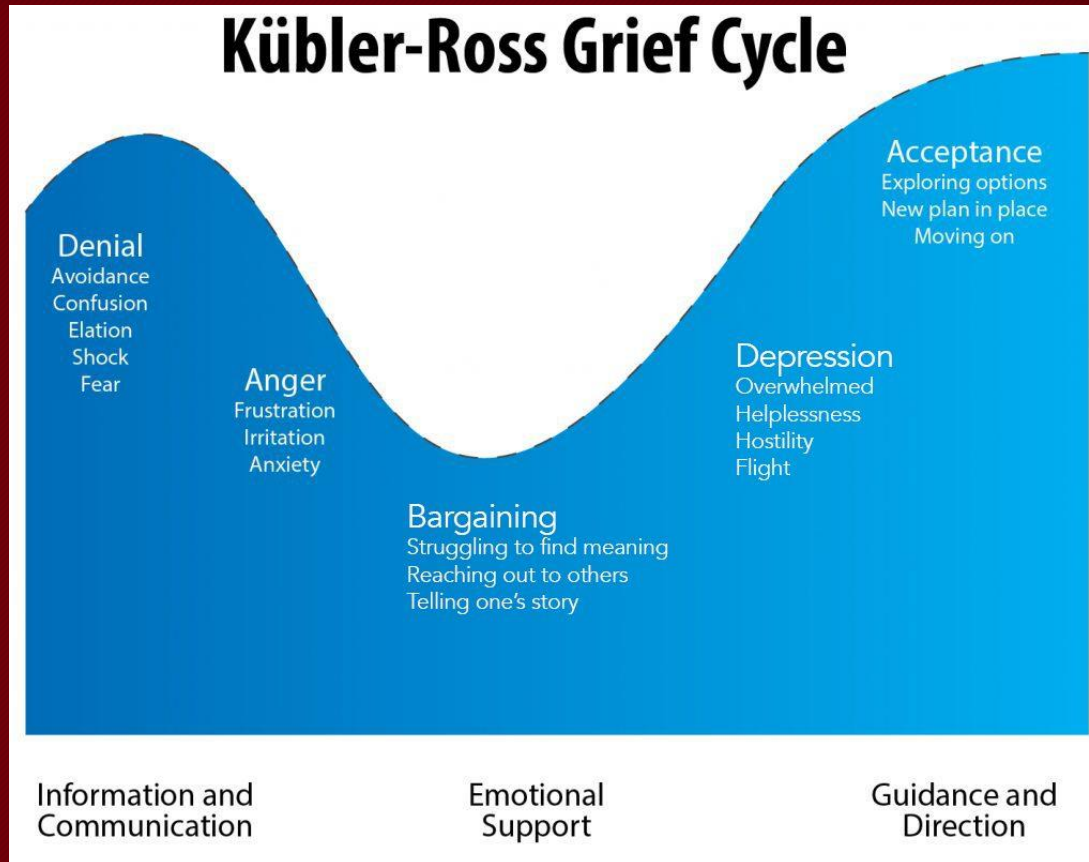 Kübler-Ross Grief Cycle
Denial
Avoidance
Confusion
Elation
Shock
Fear
Anger
Frustration
Irritation
Anxiety
Bargaining
Struggling to find meaning
Reaching out to others
Telling one's story
Depression
Overwhelmed
Helplessness
Hostility
Flight
Acceptance
Exploring options
New plan in place
Moving on
Information and
Communication
Emotional
Support
Guidance and
Direction